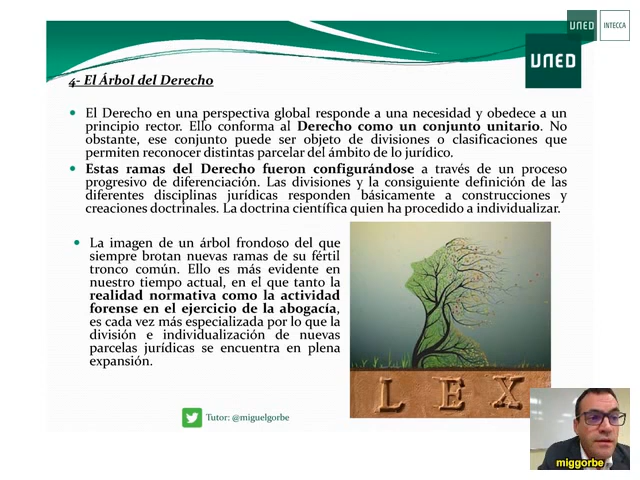 UNED
INTECCA
UNED
4- El Árbol del Derecho
• El Derecho en una perspectiva global responde a una necesidad y obedece a un
principio rector. Ello conforma al Derecho como un conjunto unitario. No
obstante, ese conjunto puede ser objeto de divisiones o clasificaciones que
permiten reconocer distintas parcelar del ámbito de lo jurídico.
• Estas ramas del Derecho fueron configurándose a través de un proceso
progresivo de diferenciación. Las divisiones y la consiguiente definición de las
diferentes disciplinas jurídicas responden básicamente a construcciones y
creaciones doctrinales. La doctrina científica quien ha procedido a individualizar.
• La imagen de un árbol frondoso del que
siempre brotan nuevas ramas de su fértil
tronco común. Ello es más evidente en
nuestro tiempo actual, en el que tanto la
realidad normativa como la actividad
forense en el ejercicio de la abogacía,
es cada vez más especializada por lo que la
división e individualización de nuevas
parcelas jurídicas se encuentra en plena
expansión.
LEX
Tutor: @miguelgorbe
miggorbe